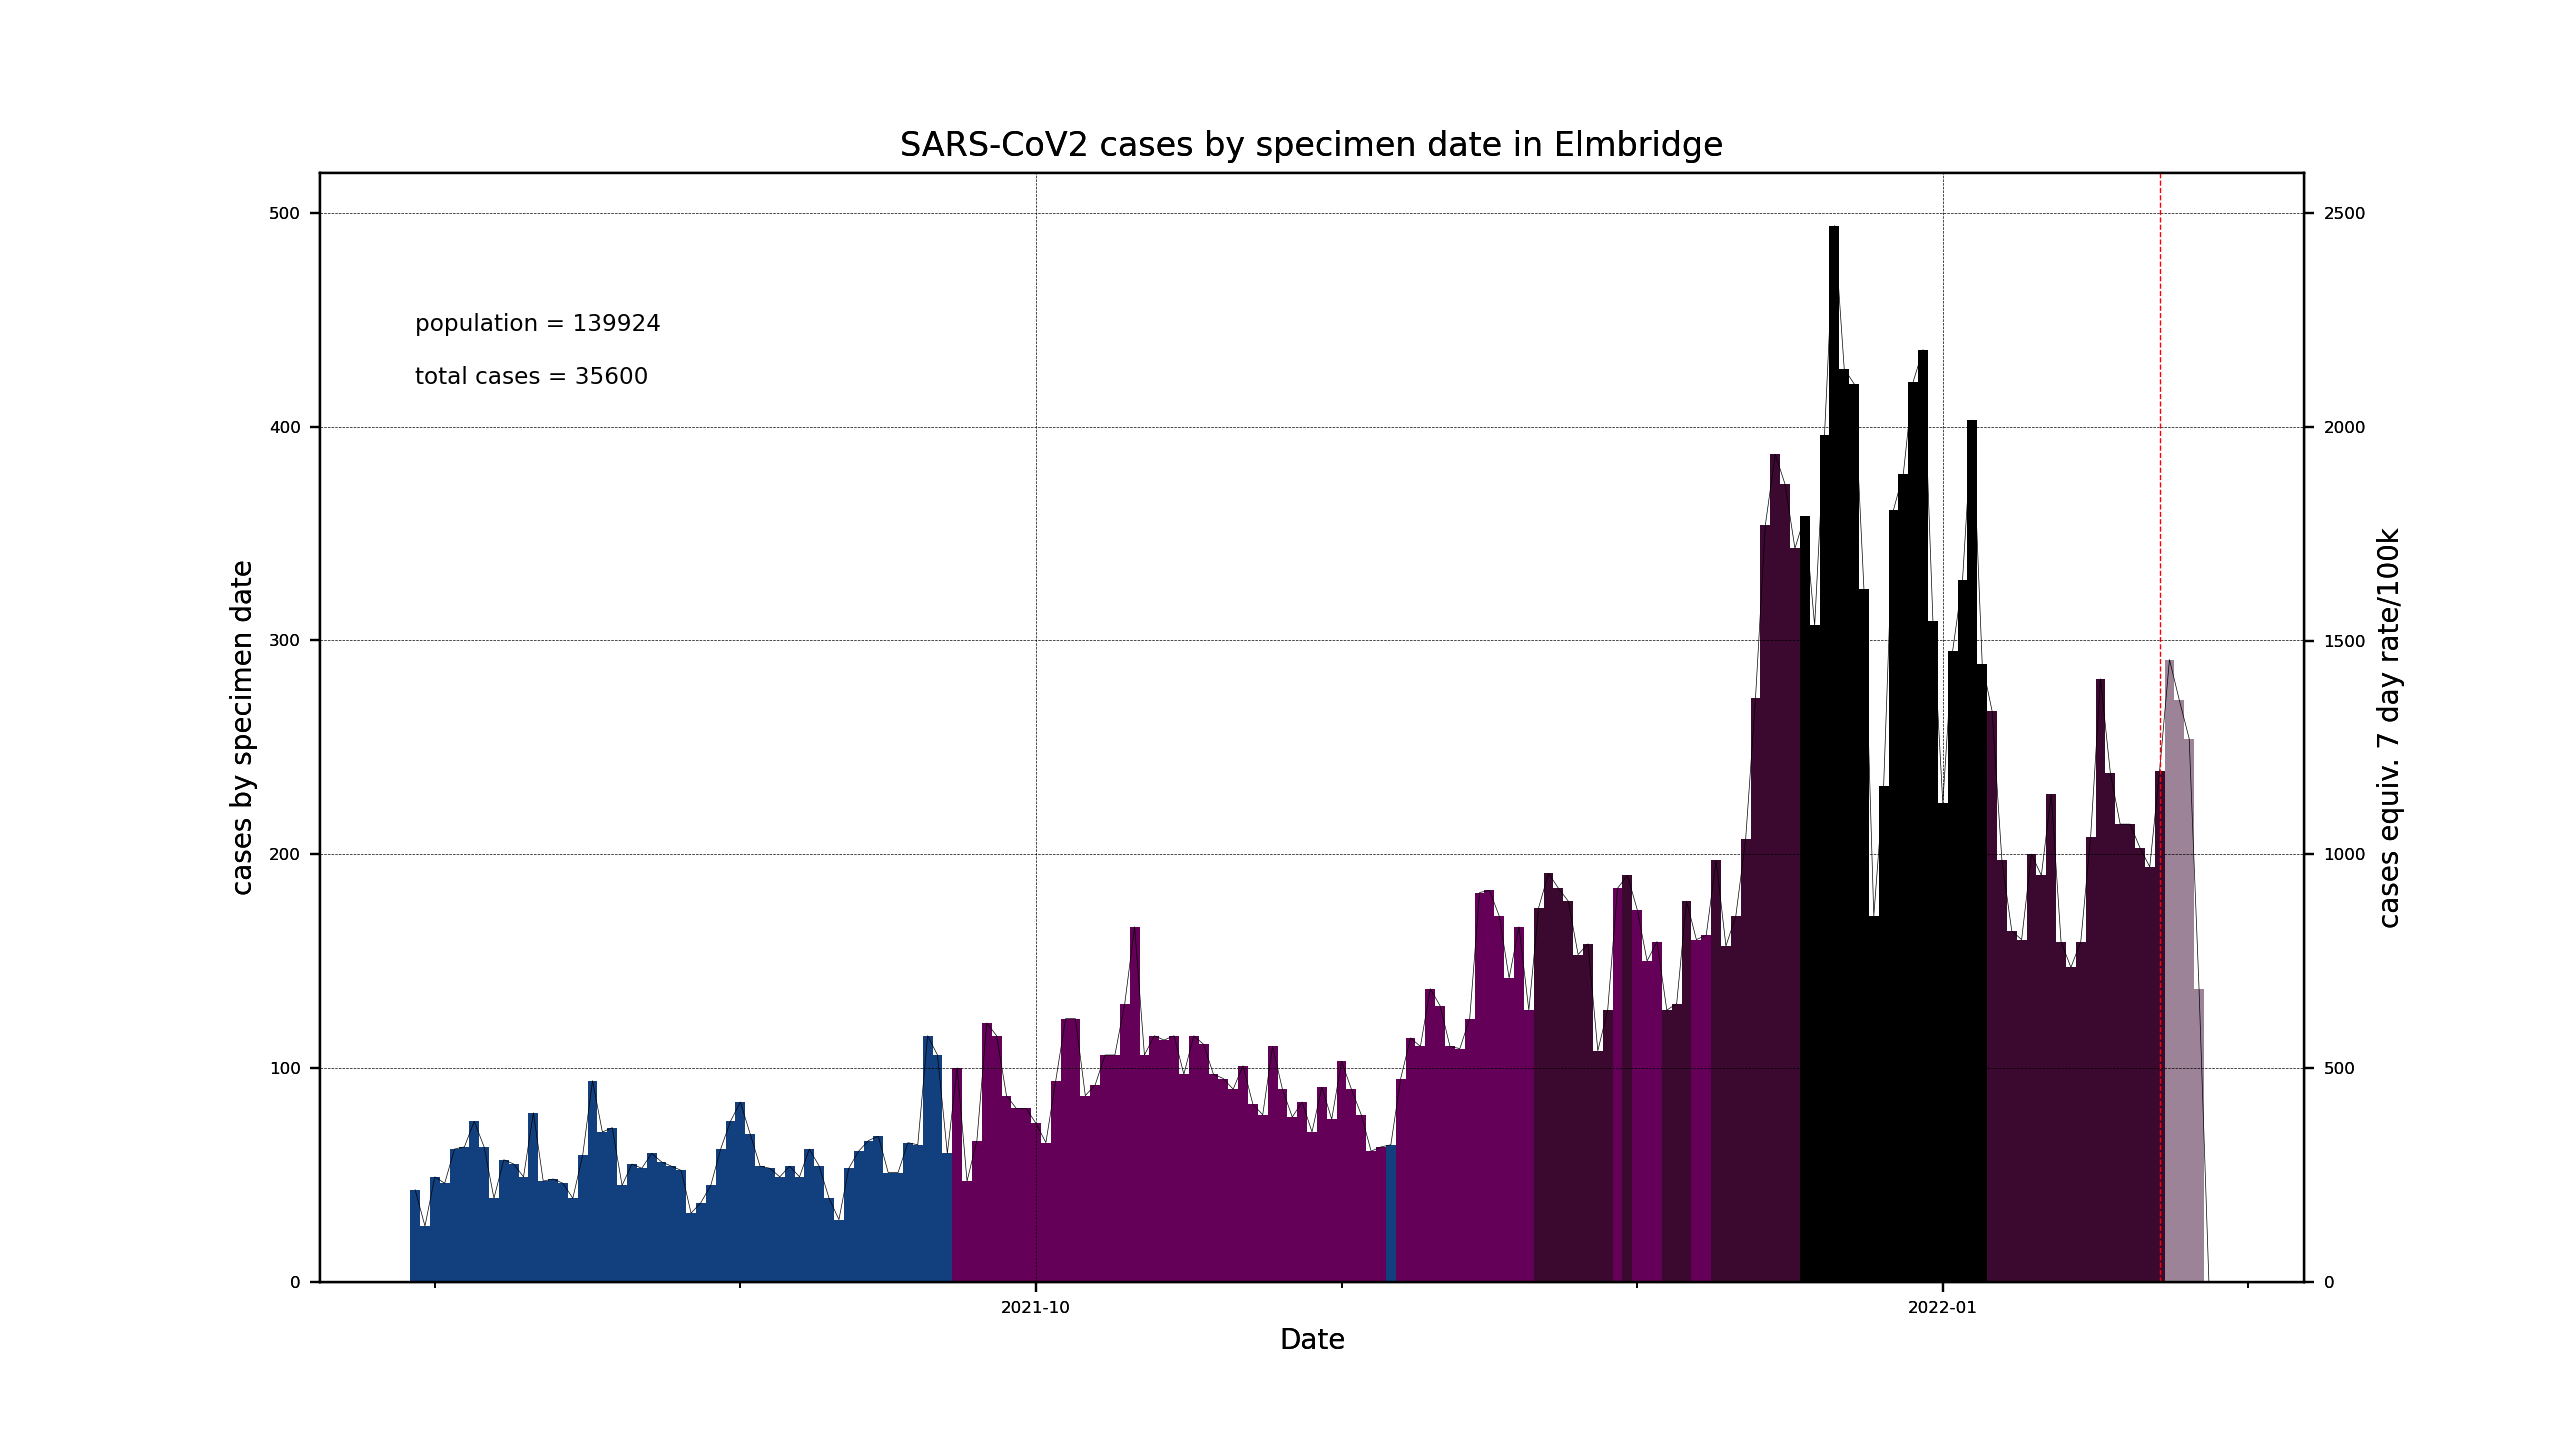 SARS-CoV2 cases by specimen date in Elmbridge
population = 139924
total cases = 35600
cases by specimen date
500
400
300
200
100
0
2500
2000
1500
1000
500
0
cases equiv. 7 day rate/100k
2021-10
2022-01
Date